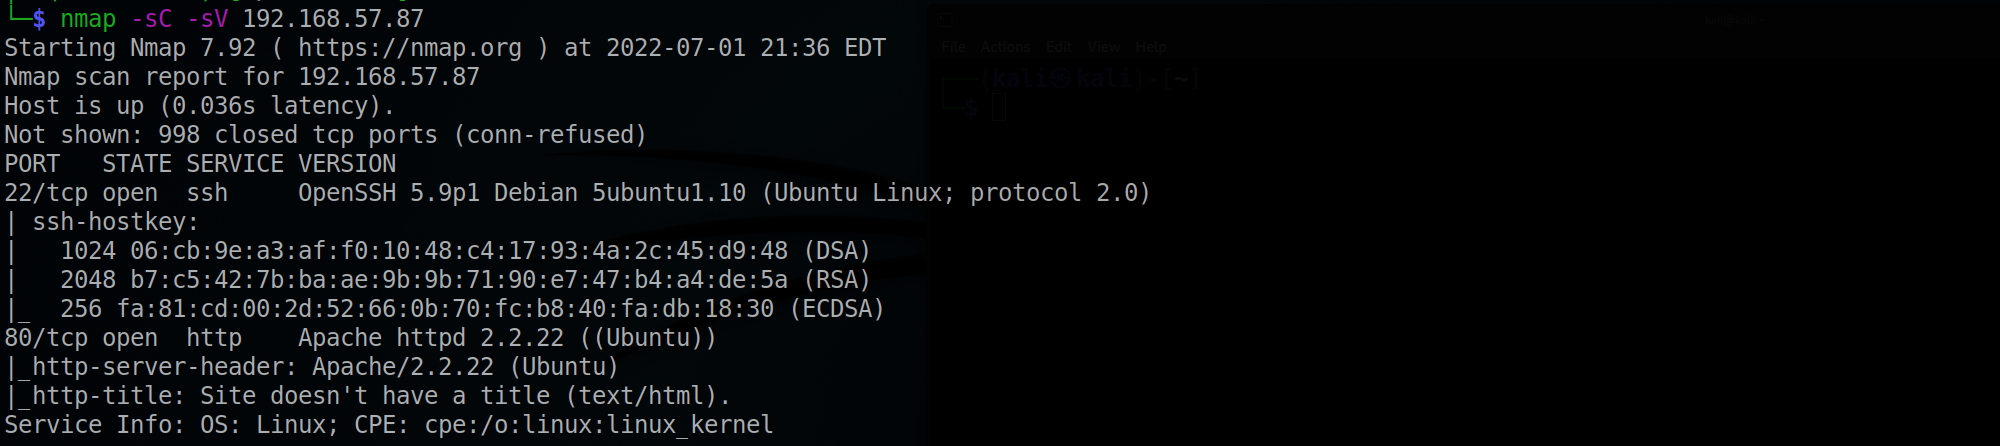 └─$ nmap -sC -sV 192.168.57.87
Starting Nmap 7.92 ( https://nmap.org ) at 2022-07-01 21:36 EDT
Nmap scan report for 192.168.57.87
Host is up (0.036s latency).
Not shown: 998 closed tcp ports (conn-refused)
PORT   STATE SERVICE VERSION
22/tcp open  ssh     OpenSSH 5.9p1 Debian 5ubuntu1.10 (Ubuntu Linux; protocol 2.0)
| ssh-hostkey:
|   1024 06:cb:9e:a3:af:f0:10:48:c4:17:93:4a:2c:45:d9:48 (DSA)
|   2048 b7:c5:42:7b:ba:ae:9b:9b:71:90:e7:47:b4:a4:de:5a (RSA)
|_  256 fa:81:cd:00:2d:52:66:0b:70:fc:b8:40:fa:db:18:30 (ECDSA)
80/tcp open  http    Apache httpd 2.2.22 ((Ubuntu))
|_http-server-header: Apache/2.2.22 (Ubuntu)
|_http-title: Site doesn't have a title (text/html).
Service Info: OS: Linux; CPE: cpe:/o:linux:linux_kernel
File Actions Edit View Help
┌──(kali㉿kali)-[~]
└─$